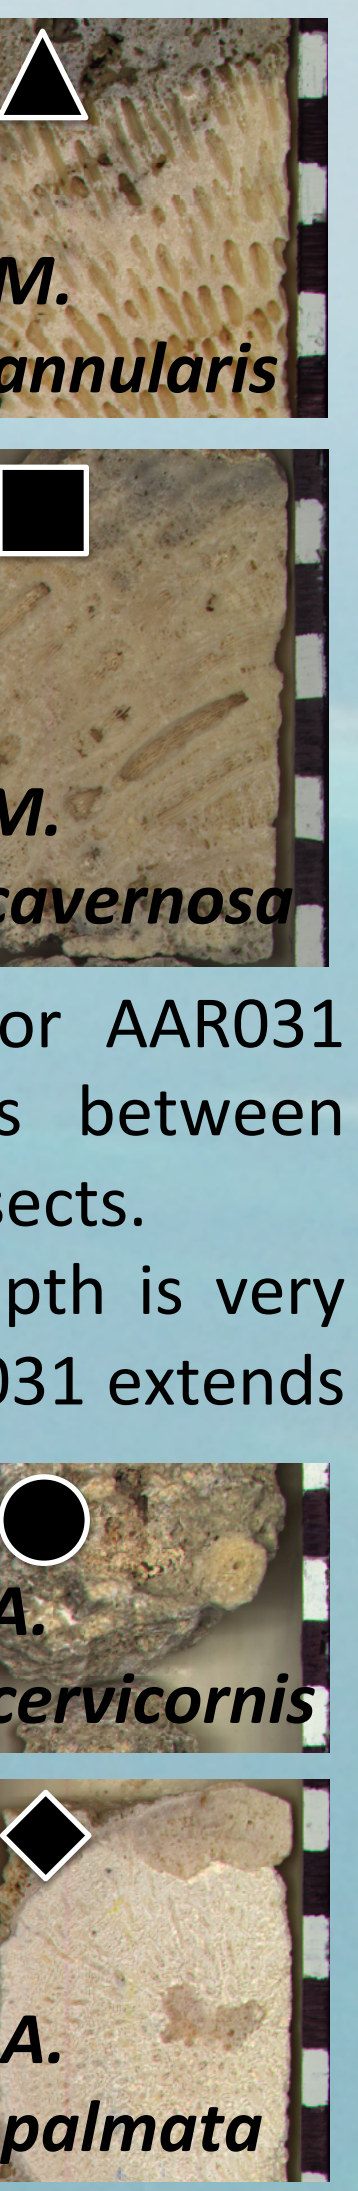 M.
annularis
M.
cavernosa
or AAR031
s between
sects.
pth is very
031 extends
A.
cervicornis
A.
palmata